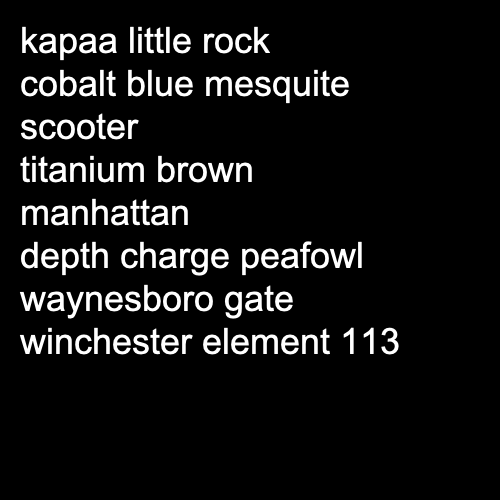 kapaa little rock
cobalt blue mesquite
scooter
titanium brown
manhattan
depth charge peafowl
waynesboro gate
winchester element 113